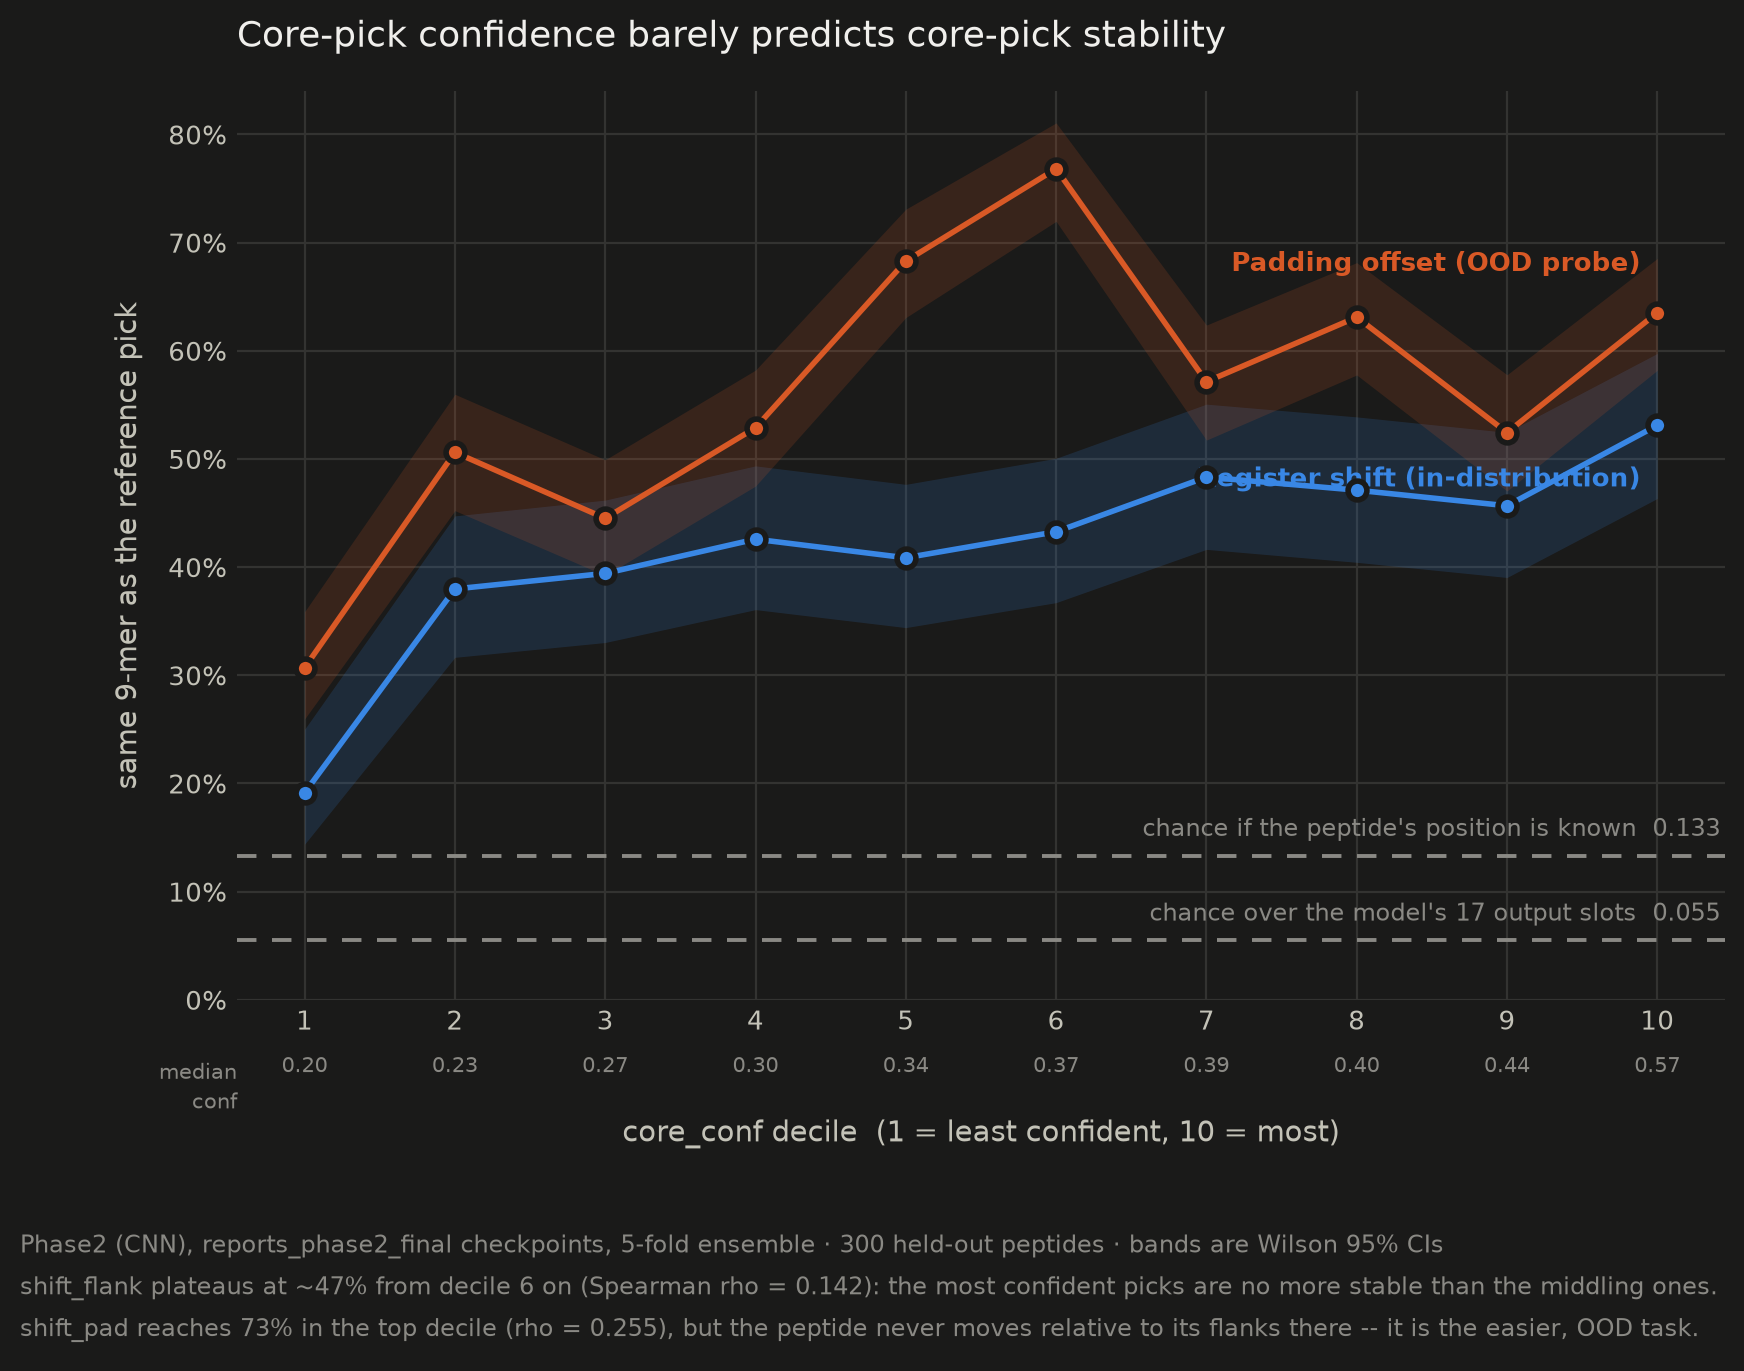 Core-pick confidence barely predicts core-pick stability
80%
70%
60%
50%
40%
30%
20%
10%
0%
same 9-mer as the reference pick
Padding offset (OOD probe)
egister shift (in-distribution)
chance if the peptide's position is known 0.133
chance over the model's 17 output slots 0.055
1 2 3 4 5 6 7 8 9 10
median conf 0.20 0.23 0.27 0.30 0.34 0.37 0.39 0.40 0.44 0.57
core_conf decile (1 = least confident, 10 = most)
Phase2 (CNN), reports_phase2_final checkpoints, 5-fold ensemble · 300 held-out peptides · bands are Wilson 95% CIs
shift_flank plateaus at ~47% from decile 6 on (Spearman rho = 0.142): the most confident picks are no more stable than the middling ones.
shift_pad reaches 73% in the top decile (rho = 0.255), but the peptide never moves relative to its flanks there -- it is the easier, OOD task.